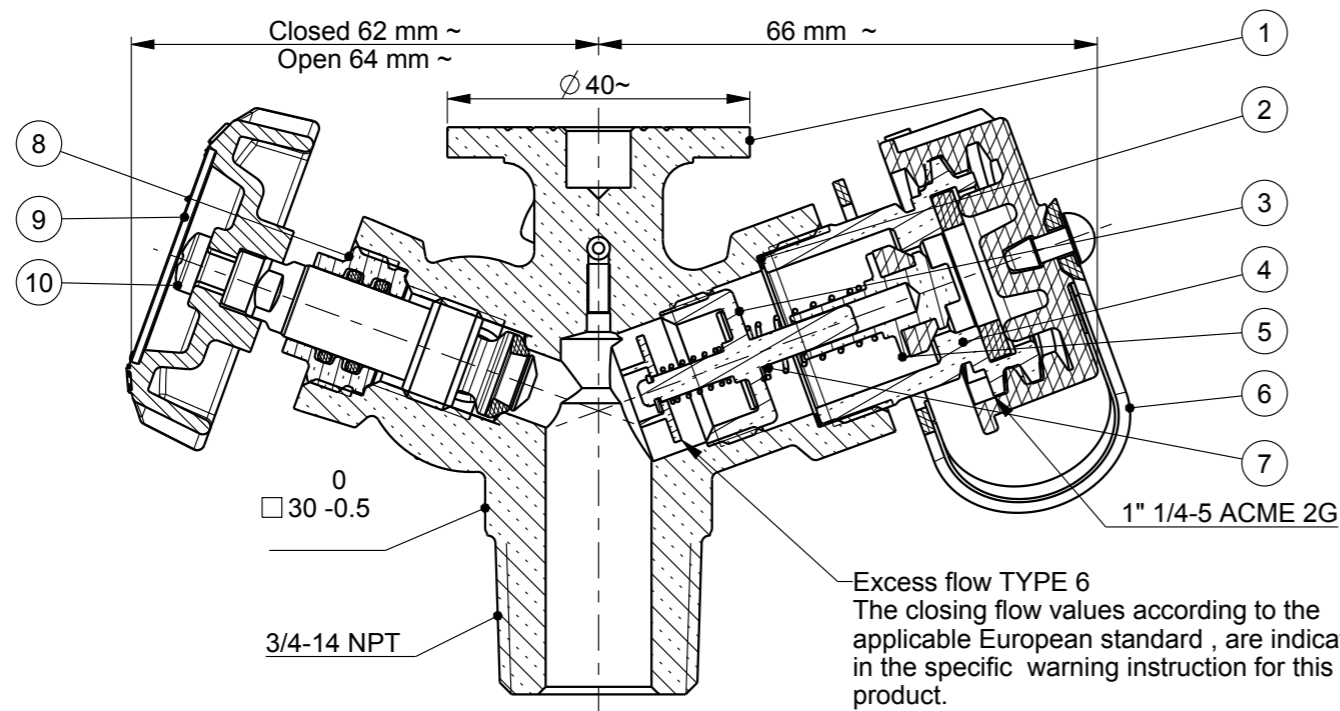 Closed 62 mm ~
Open 64 mm ~
66 mm ~
∅ 40~
1
2
3
4
5
6
7
8
9
10
0
□ 30 -0.5
3/4-14 NPT
1" 1/4-5 ACME 2G
Excess flow TYPE 6
The closing flow values according to the
applicable European standard , are indica
in the specific warning instruction for this
product.